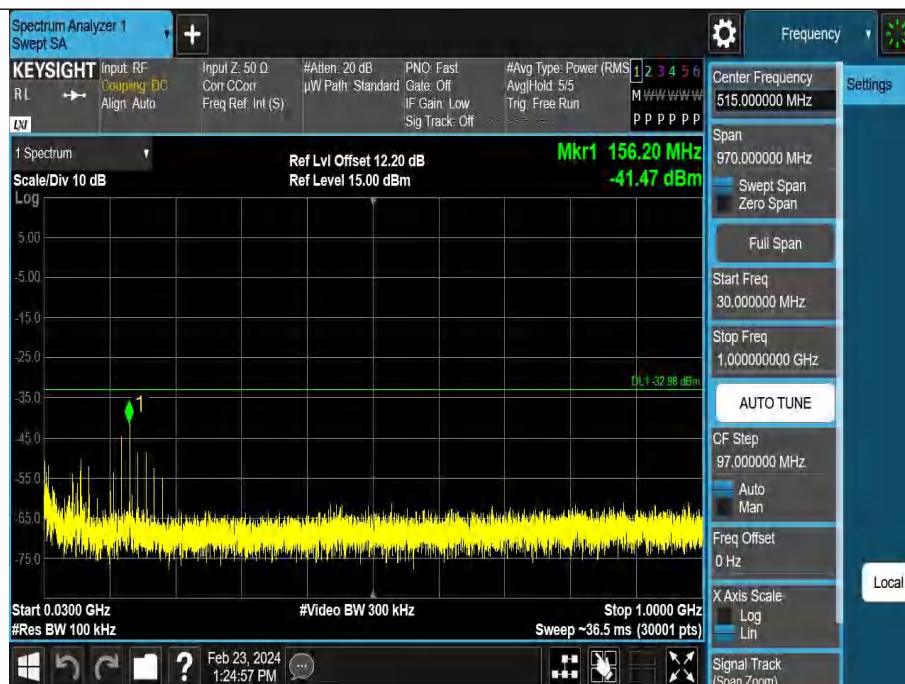 Spectrum Analyzer 1
Swept SA
+
Frequency
KEYSIGHT
RL
LXI
Input: RF
Coupling: DC
Align: Auto
Input Z: 50 Ω
Corr CCorr
Freq Ref: Int (S)
#Atten: 20 dB
µW Path: Standard
PNO: Fast
Gate: Off
IF Gain: Low
Sig Track: Off
#Avg Type: Power (RMS
Avg|Hold: 5/5
Trig: Free Run
1 2 3 4 5 6
M W W W W W
P P P P P P
1 Spectrum
Scale/Div 10 dB
Log
Ref Lvl Offset 12.20 dB
Ref Level 15.00 dBm
Mkr1 156.20 MHz
-41.47 dBm
5.00
-5.00
-15.0
-25.0
-35.0
-45.0
-55.0
-65.0
-75.0
1
DL1 -32.98 dBm
Start 0.0300 GHz
#Res BW 100 kHz
#Video BW 300 kHz
Stop 1.0000 GHz
Sweep ~36.5 ms (30001 pts)
Center Frequency
515.000000 MHz
Span
970.000000 MHz
Swept Span
Zero Span
Full Span
Start Freq
30.000000 MHz
Stop Freq
1.000000000 GHz
AUTO TUNE
CF Step
97.000000 MHz
Auto
Man
Freq Offset
0 Hz
X Axis Scale
Log
Lin
Signal Track
(Span Zoom)
Settings
Local
?
Feb 23, 2024
1:24:57 PM